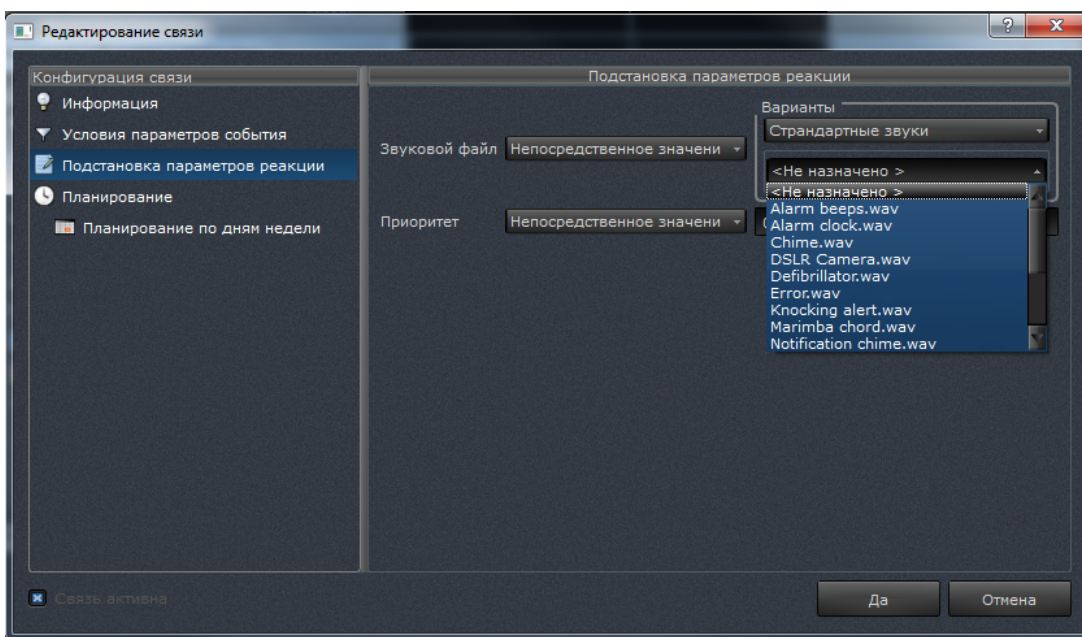 Редактирование связи
?
Конфигурация связи
Информация
Условия параметров события
Подстановка параметров реакции
Планирование
Планирование по дням недели
Подстановка параметров реакции
Варианты
Страндартные звуки
Звуковой файл
Непосредственное значени
<Не назначено >
<Не назначено >
Alarm beeps.wav
Alarm clock.wav
Chime.wav
DSLR Camera.wav
Defibrillator.wav
Error.wav
Knocking alert.wav
Marimba chord.wav
Notification chime.wav
Приоритет
Непосредственное значени
Связь активна
Да
Отмена